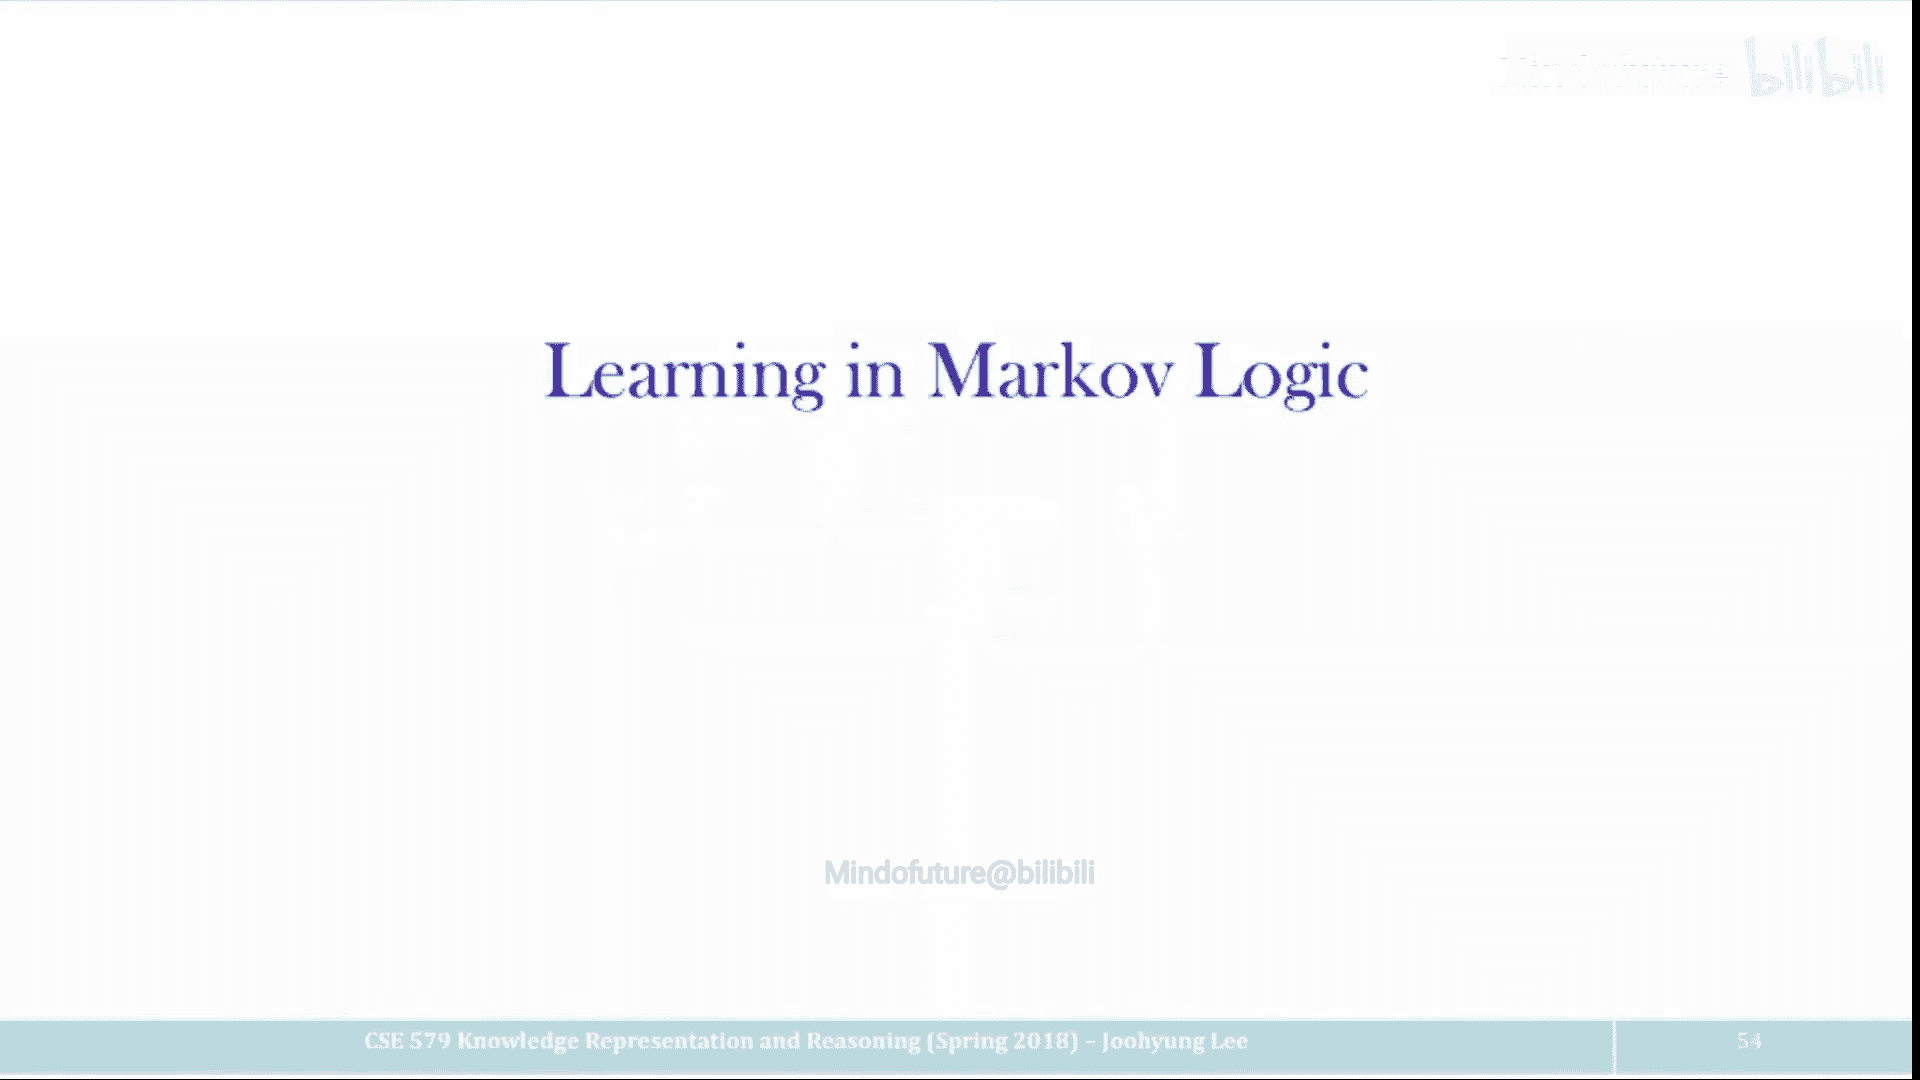 bilibili
Learning in Markov Logic
Mindofuture@bilibili
CSE 579 Knowledge Representation and Reasoning (Spring 2018) – Joohyung Lee
54